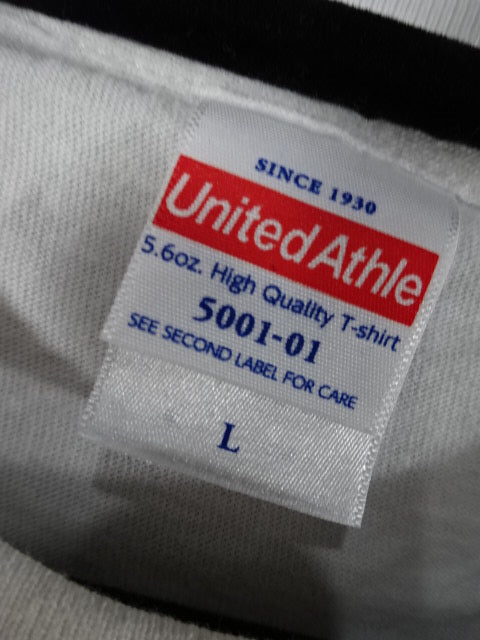 SINCE 1930
United Athle
5.6oz. High Quality T-shirt
5001-01
SEE SECOND LABEL FOR CARE
L